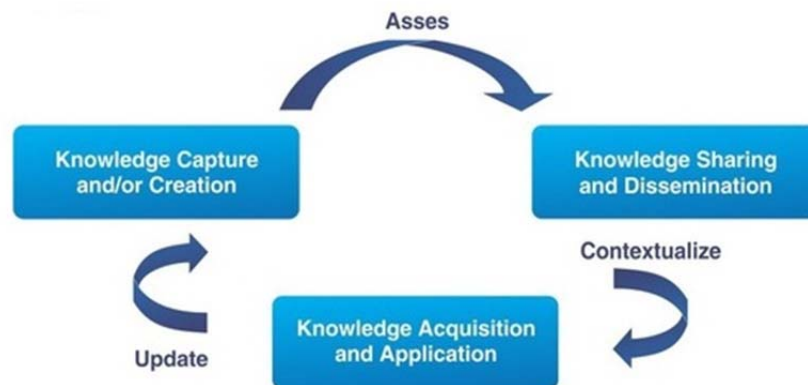 Asses
Knowledge Capture
and/or Creation
Knowledge Sharing
and Dissemination
Contextualize
Knowledge Acquisition
and Application
Update